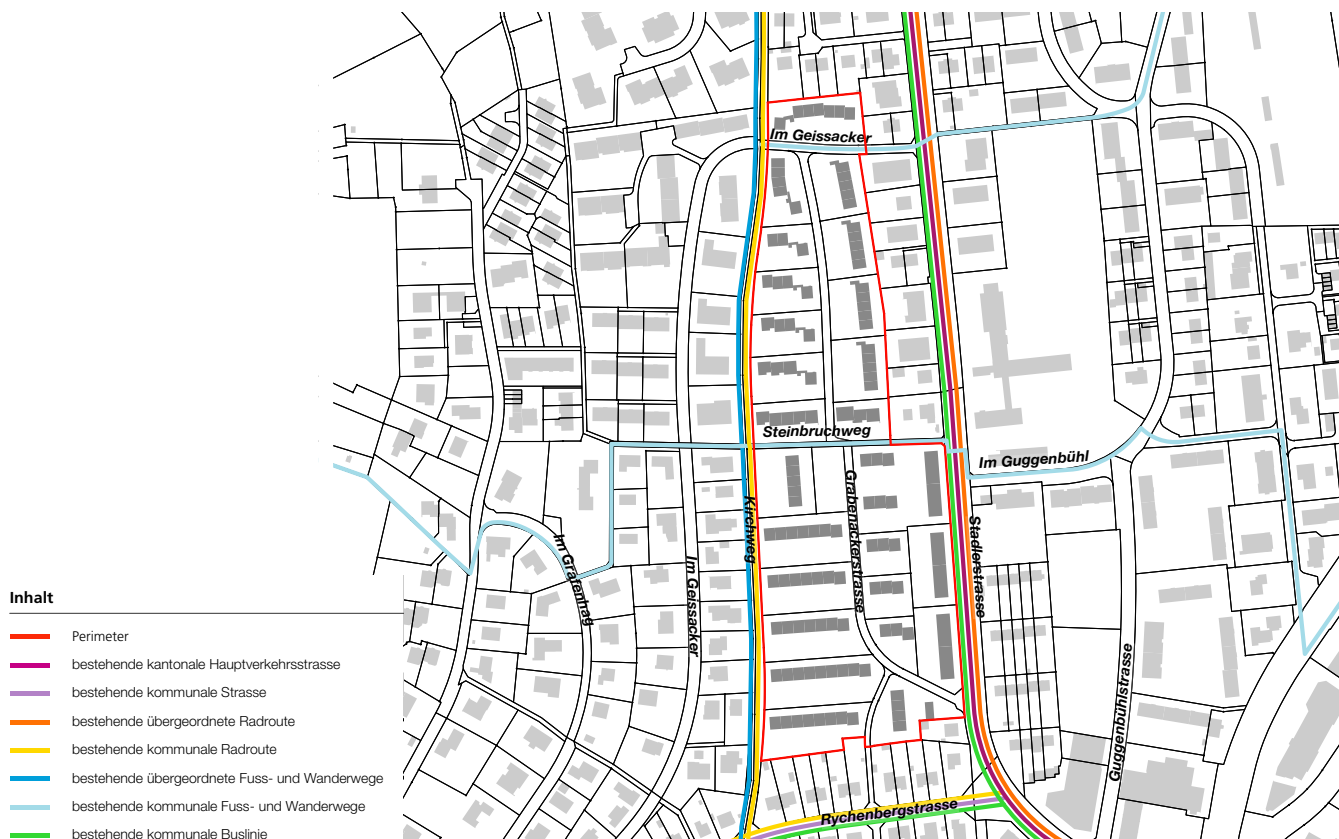 Im Geissacker
Steinbruchweg
Im Guggenbühl
Kirchweg
Grabenackerstrasse
Stadlerstrasse
Im Grafenhag
Im Geissacker
Guggenbühlstrasse
Rychenbergstrasse
Inhalt
Perimeter
bestehende kantonale Hauptverkehrsstrasse
bestehende kommunale Strasse
bestehende übergeordnete Radroute
bestehende kommunale Radroute
bestehende übergeordnete Fuss- und Wanderwege
bestehende kommunale Fuss- und Wanderwege
bestehende kommunale Buslinie